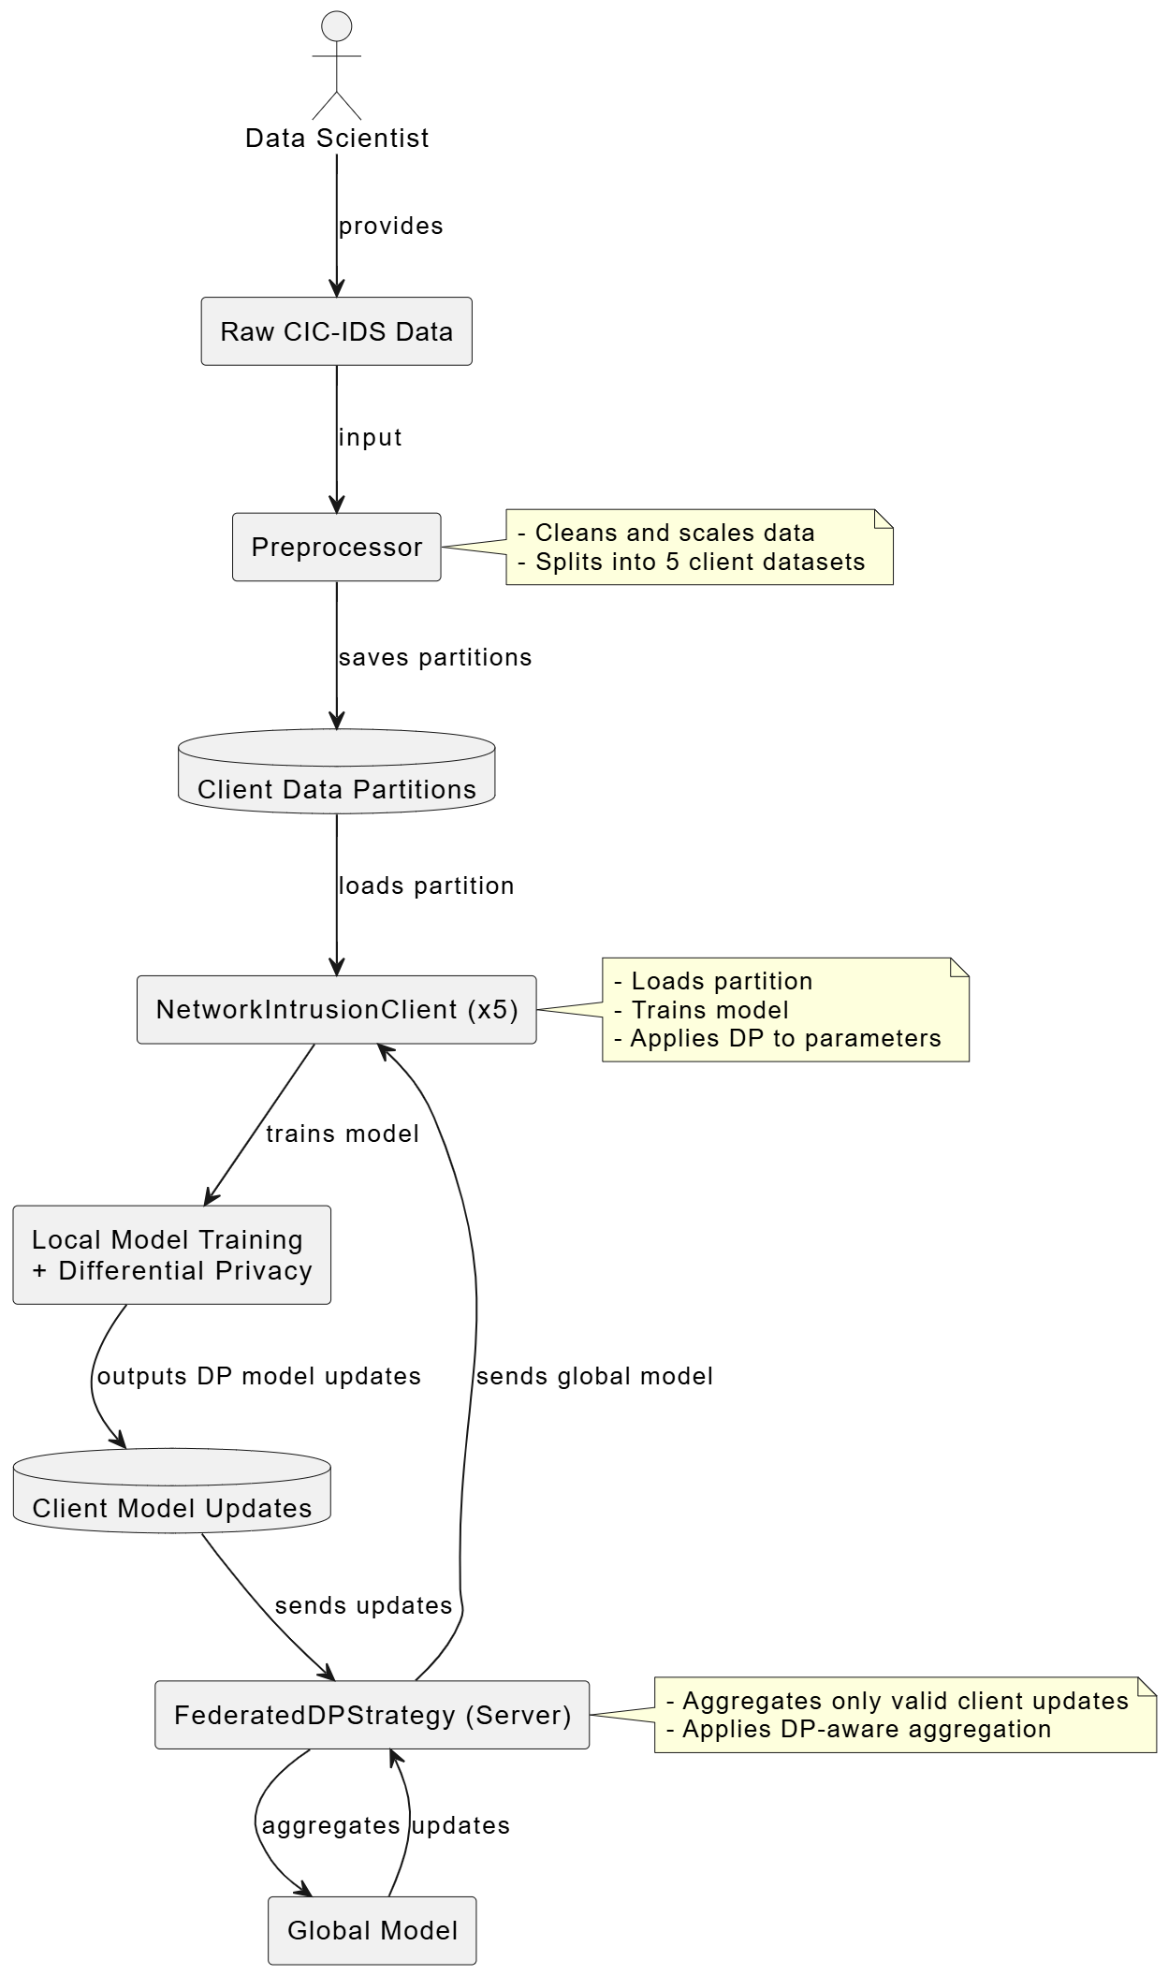 Data Scientist
provides
Raw CIC-IDS Data
input
Preprocessor
- Cleans and scales data
- Splits into 5 client datasets
saves partitions
Client Data Partitions
loads partition
NetworkIntrusionClient (x5)
- Loads partition
- Trains model
- Applies DP to parameters
trains model
Local Model Training
+ Differential Privacy
outputs DP model updates
sends global model
Client Model Updates
sends updates
FederatedDPStrategy (Server)
- Aggregates only valid client updates
- Applies DP-aware aggregation
aggregates
updates
Global Model